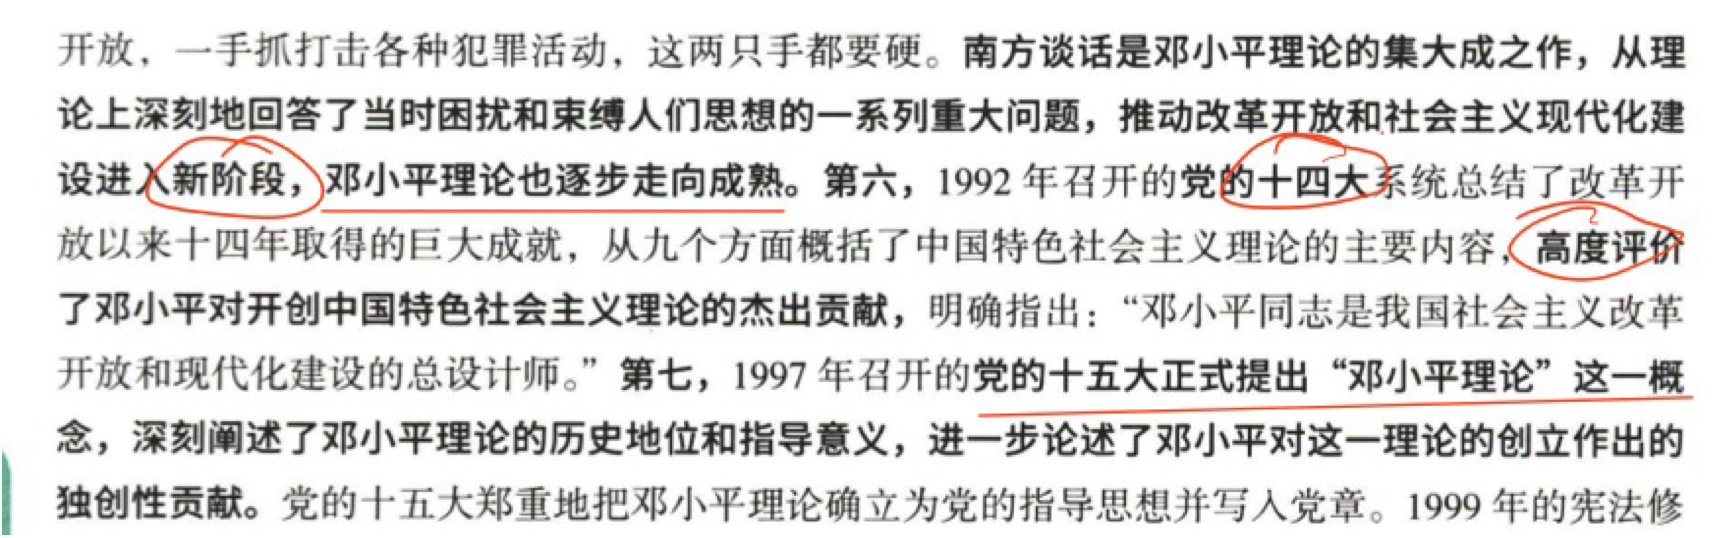 开放，一手抓打击各种犯罪活动，这两只手都要硬。南方谈话是邓小平理论的集大成之作，从理
论上深刻地回答了当时困扰和束缚人们思想的一系列重大问题，推动改革开放和社会主义现代化建
设进入新阶段，邓小平理论也逐步走向成熟。第六，1992 年召开的党的十四大系统总结了改革开
放以来十四年取得的巨大成就，从九个方面概括了中国特色社会主义理论的主要内容，高度评价
了邓小平对开创中国特色社会主义理论的杰出贡献，明确指出：“邓小平同志是我国社会主义改革
开放和现代化建设的总设计师。”第七，1997 年召开的党的十五大正式提出“邓小平理论”这一概
念，深刻阐述了邓小平理论的历史地位和指导意义，进一步论述了邓小平对这一理论的创立作出的
独创性贡献。党的十五大郑重地把邓小平理论确立为党的指导思想并写入党章。1999 年的宪法修